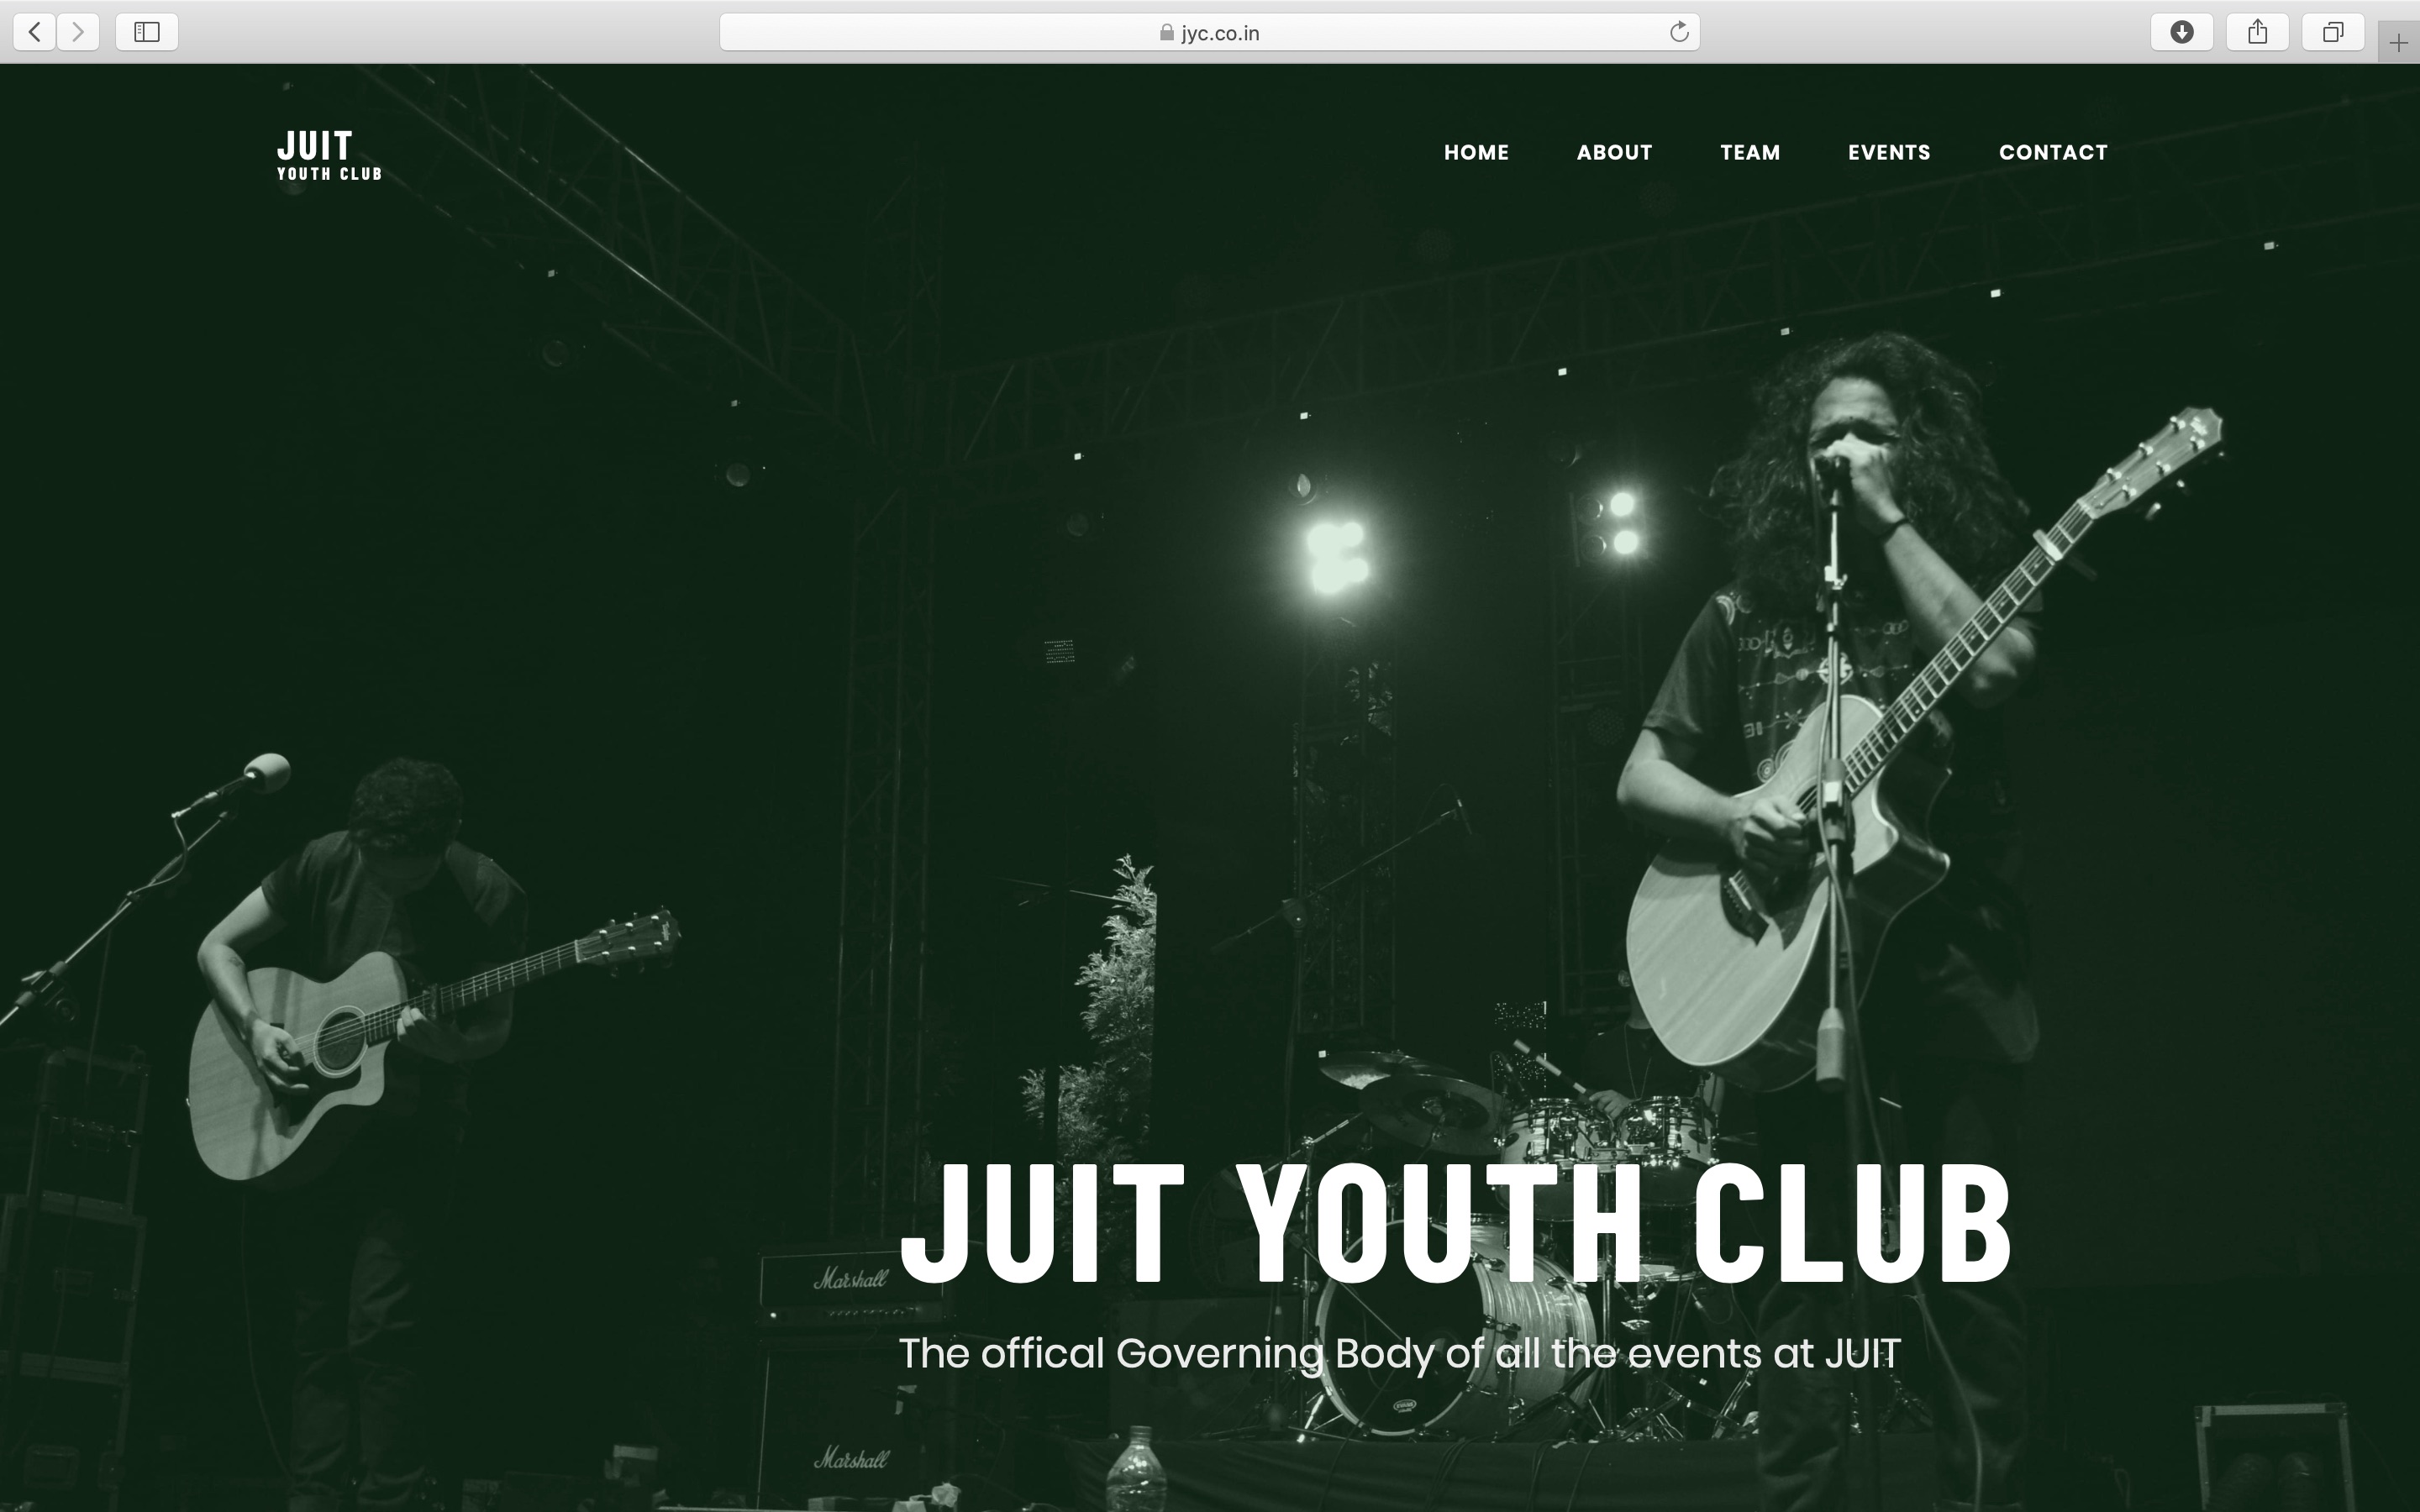 jyc.co.in
JUIT
YOUTH CLUB
HOME ABOUT TEAM EVENTS CONTACT
JUIT YOUTH CLUB
Marshall
The offical Governing Body of all the events at JUIT
Marshall